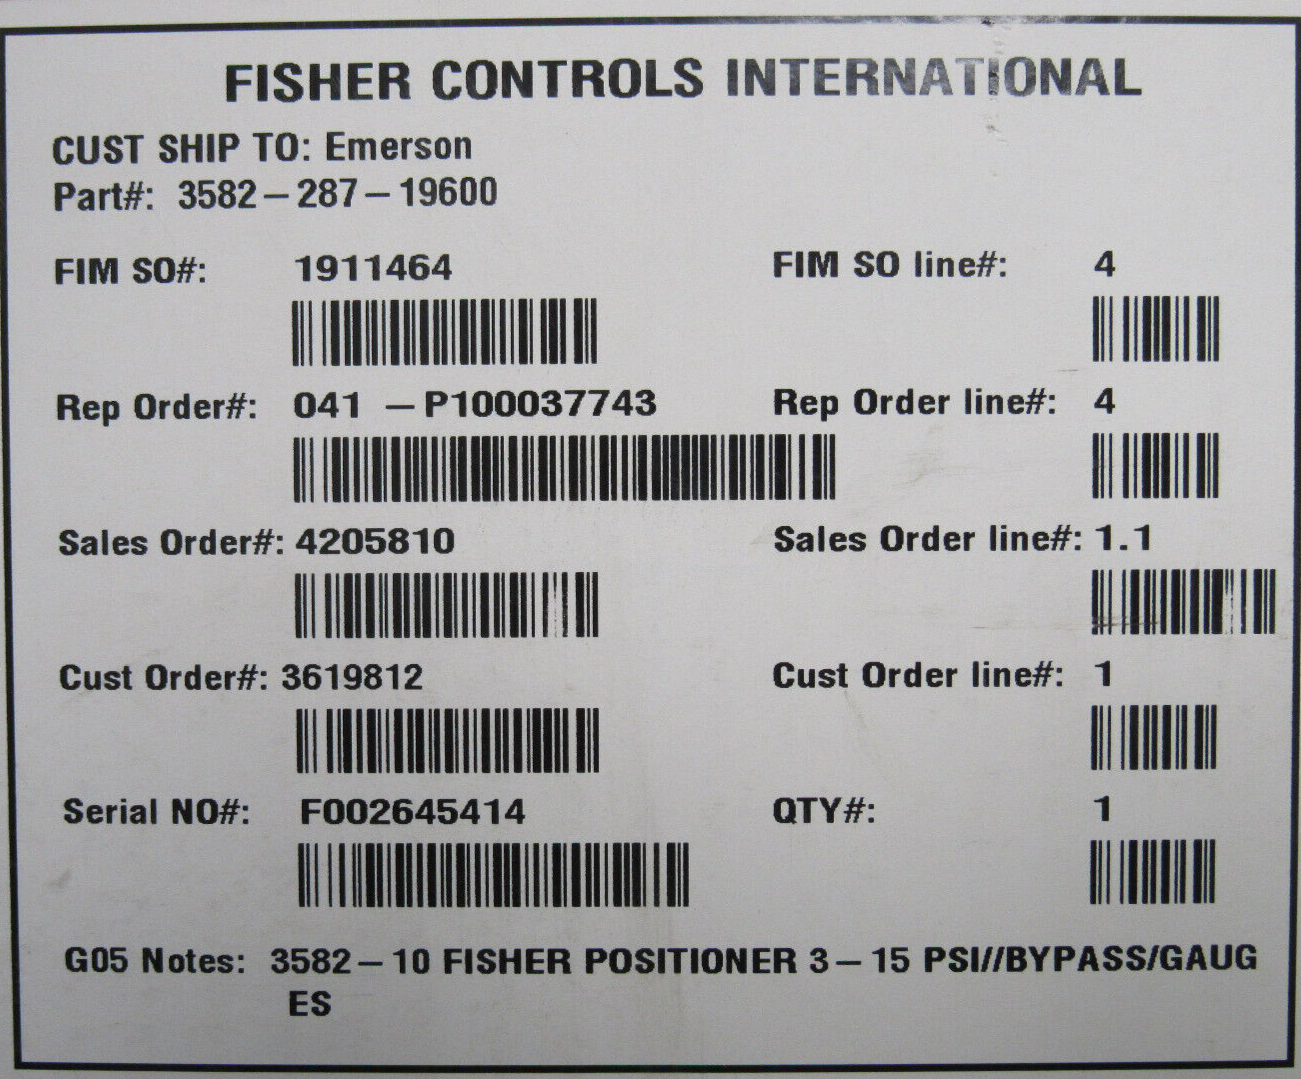 FISHER CONTROLS INTERNATIONAL
CUST SHIP TO: Emerson
Part#: 3582-287-19600
FIM SO#: 1911464 FIM SO line#: 4
Rep Order#: 041 -P100037743 Rep Order line#: 4
Sales Order#: 4205810 Sales Order line#: 1.1
Cust Order#: 3619812 Cust Order line#: 1
Serial NO#: F002645414 QTY#: 1
G05 Notes: 3582-10 FISHER POSITIONER 3-15 PSI//BYPASS/GAUG
ES